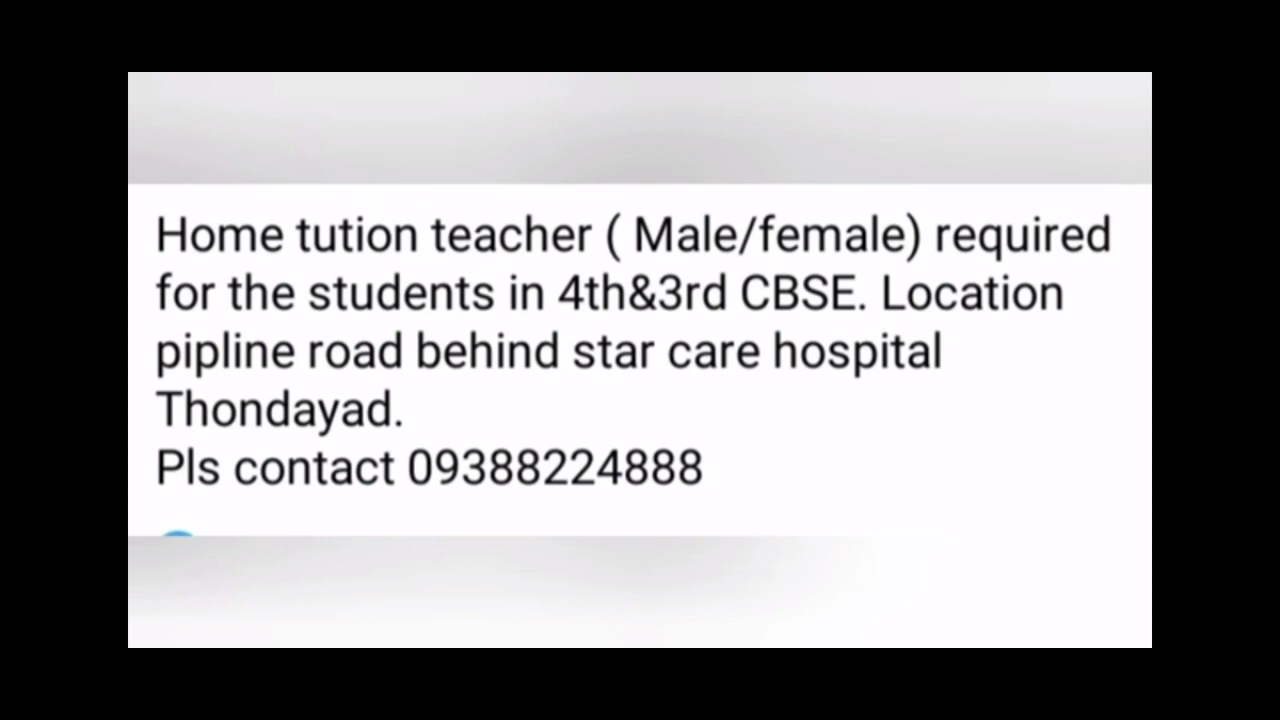 Home tution teacher ( Male/female) required
for the students in 4th&3rd CBSE. Location
pipline road behind star care hospital
Thondayad.
Pls contact 09388224888